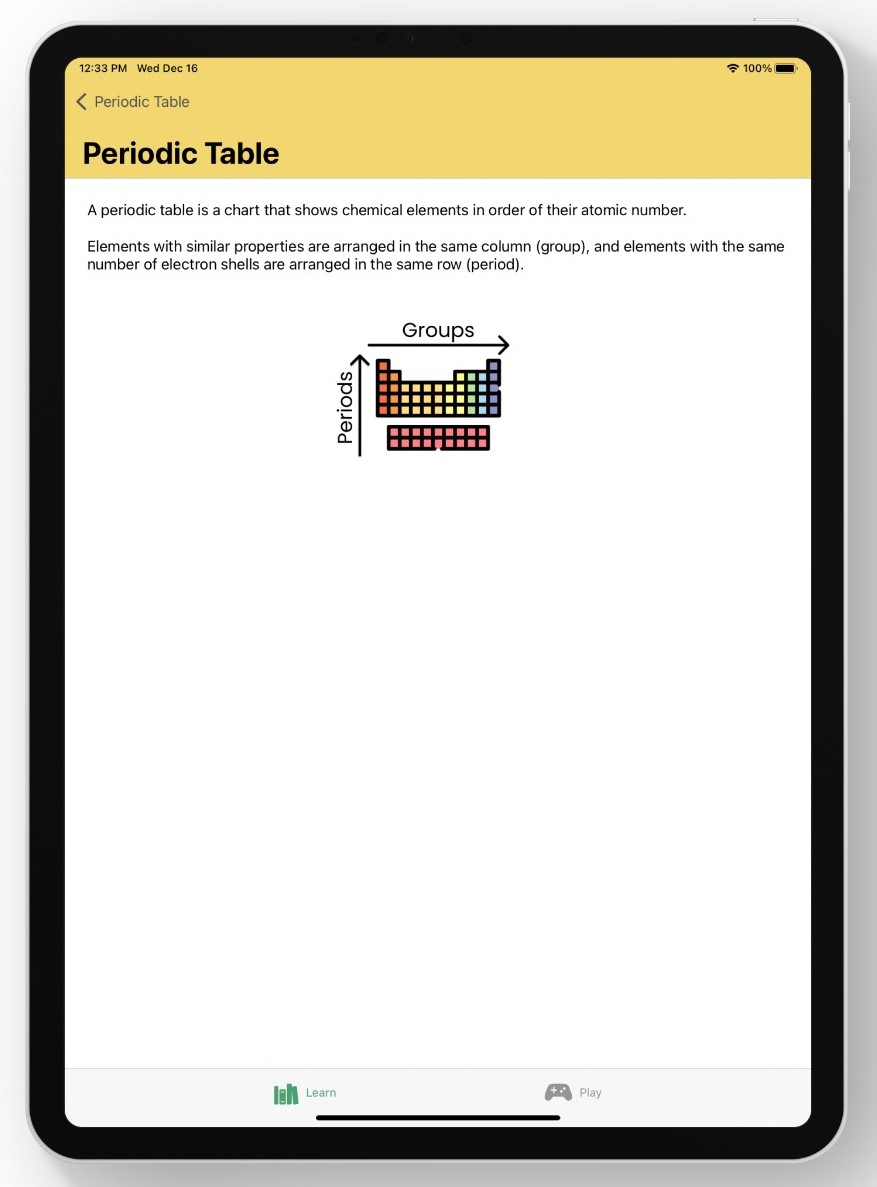 12:33 PM Wed Dec 16
100%
Periodic Table
Periodic Table
A periodic table is a chart that shows chemical elements in order of their atomic number.
Elements with similar properties are arranged in the same column (group), and elements with the same
number of electron shells are arranged in the same row (period).
Groups
Periods
Learn
Play